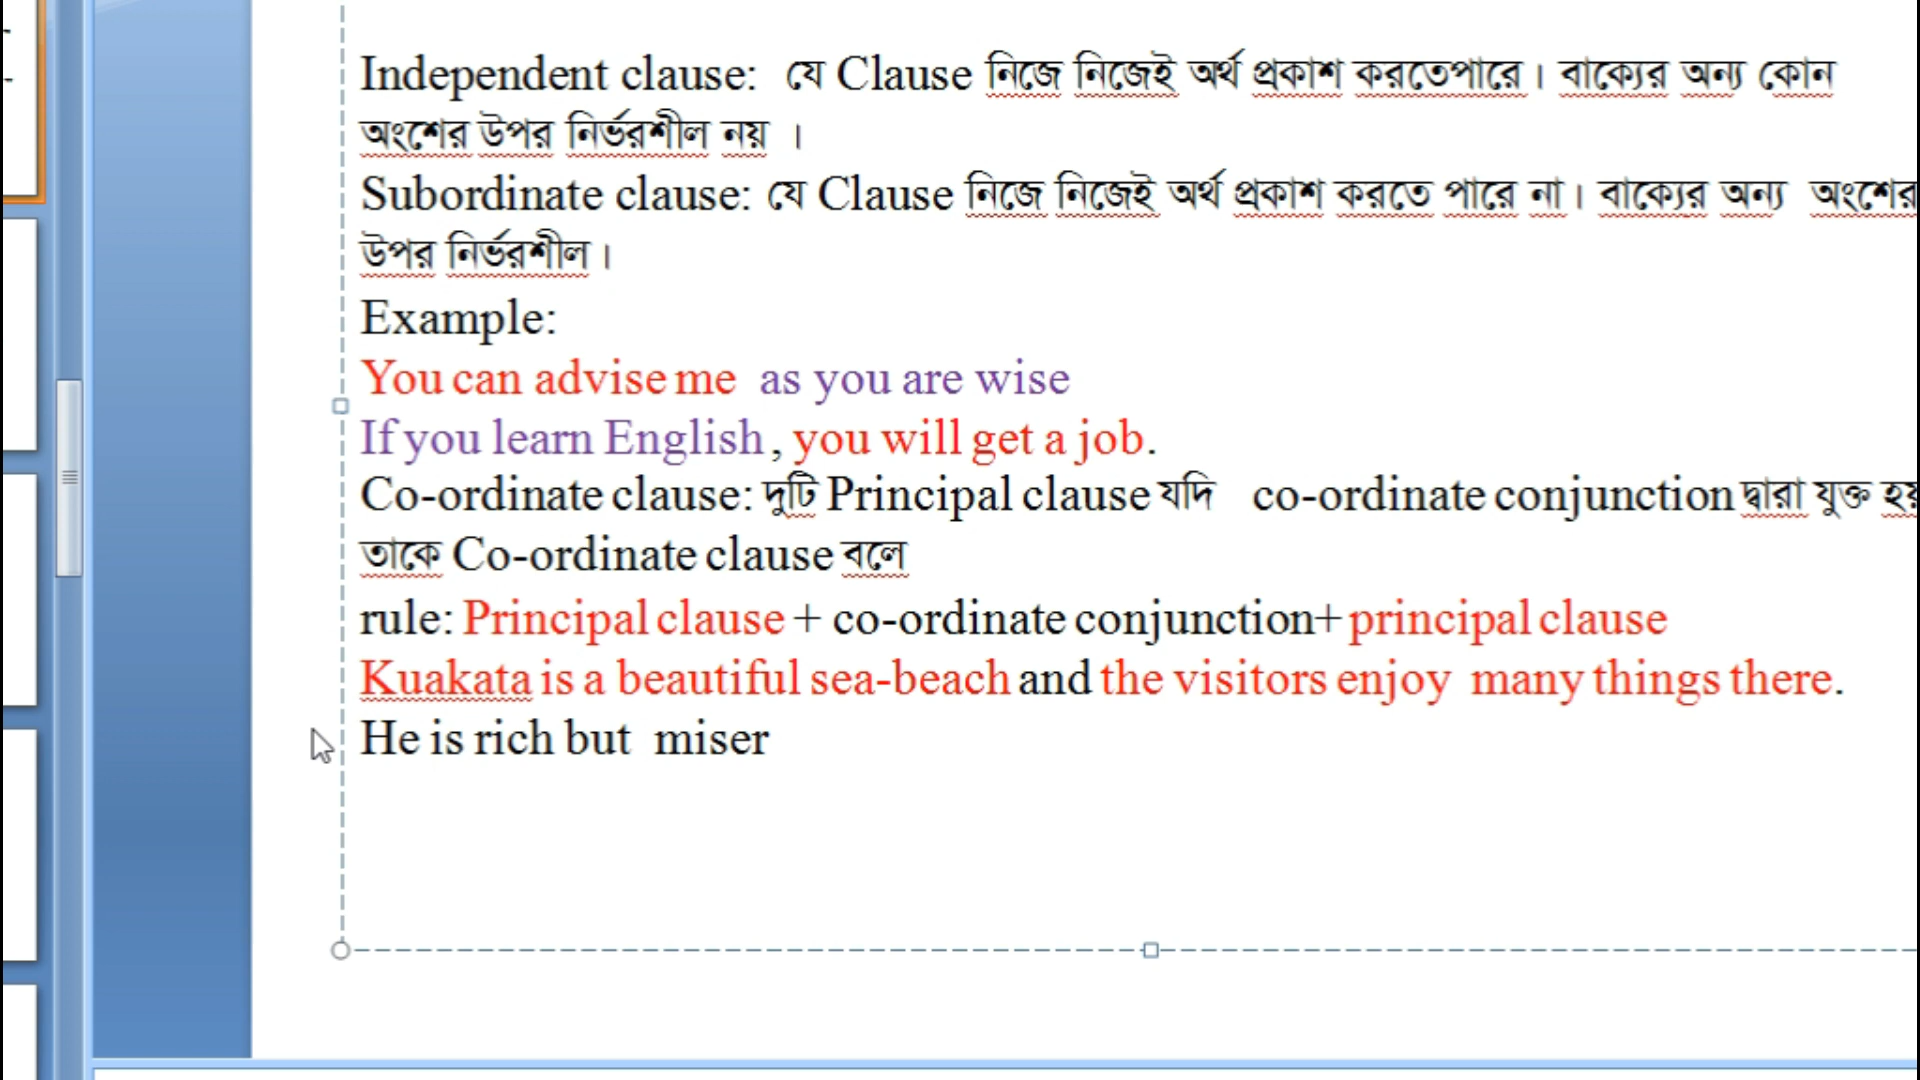 Independent clause: যে Clause নিজে নিজেই অর্থ প্রকাশ করতেপারে। বাক্যের অন্য কোন
অংশের উপর নির্ভরশীল নয় ।
Subordinate clause: যে Clause নিজে নিজেই অর্থ প্রকাশ করতে পারে না। বাক্যের অন্য অংশের
উপর নির্ভরশীল।
Example:
You can advise me as you are wise
If you learn English, you will get a job.
Co-ordinate clause: দুটি Principal clause যদি co-ordinate conjunction দ্বারা যুক্ত হয়
তাকে Co-ordinate clause বলে
rule: Principal clause + co-ordinate conjunction+ principal clause
Kuakata is a beautiful sea-beach and the visitors enjoy many things there.
He is rich but miser